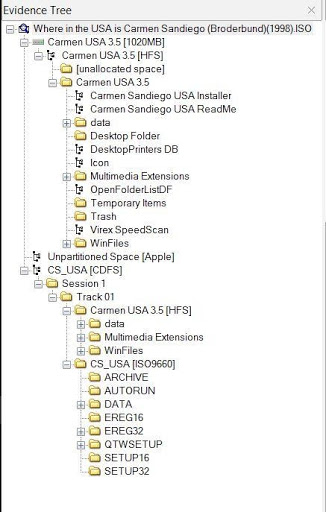 Evidence Tree
Where in the USA is Carmen Sandiego (Broderbund)(1998).ISO
Carmen USA 3.5 [1020MB]
Carmen USA 3.5 [HFS]
[unallocated space]
Carmen USA 3.5
Carmen Sandiego USA Installer
Carmen Sandiego USA ReadMe
data
Desktop Folder
DesktopPrinters DB
Icon
Multimedia Extensions
OpenFolderListDF
Temporary Items
Trash
Virex SpeedScan
WinFiles
Unpartitioned Space [Apple]
CS_USA [CDFS]
Session 1
Track 01
Carmen USA 3.5 [HFS]
data
Multimedia Extensions
WinFiles
CS_USA [ISO9660]
ARCHIVE
AUTORUN
DATA
EREG16
EREG32
QTWSETUP
SETUP16
SETUP32